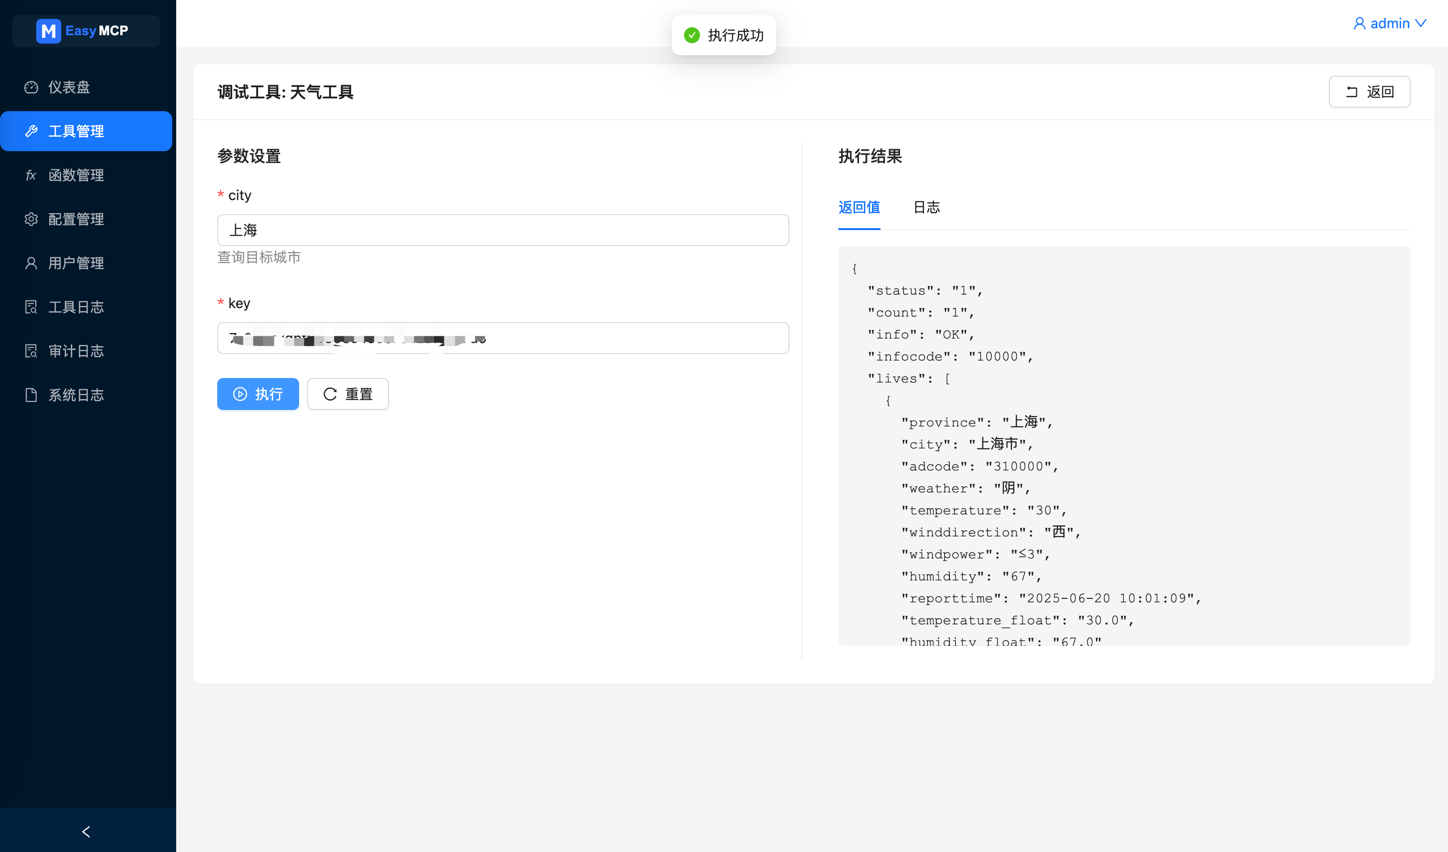 M Easy MCP
仪表盘
工具管理
fx 函数管理
配置管理
用户管理
工具日志
审计日志
系统日志
执行成功
admin
调试工具: 天气工具
返回
参数设置
* city
上海
查询目标城市
* key
执行
重置
执行结果
返回值
日志
{
"status": "1",
"count": "1",
"info": "OK",
"infocode": "10000",
"lives": [
{
"province": "上海",
"city": "上海市",
"adcode": "310000",
"weather": "阴",
"temperature": "30",
"winddirection": "西",
"windpower": "≤3",
"humidity": "67",
"reporttime": "2025-06-20 10:01:09",
"temperature_float": "30.0",
"humidity_float": "67.0"